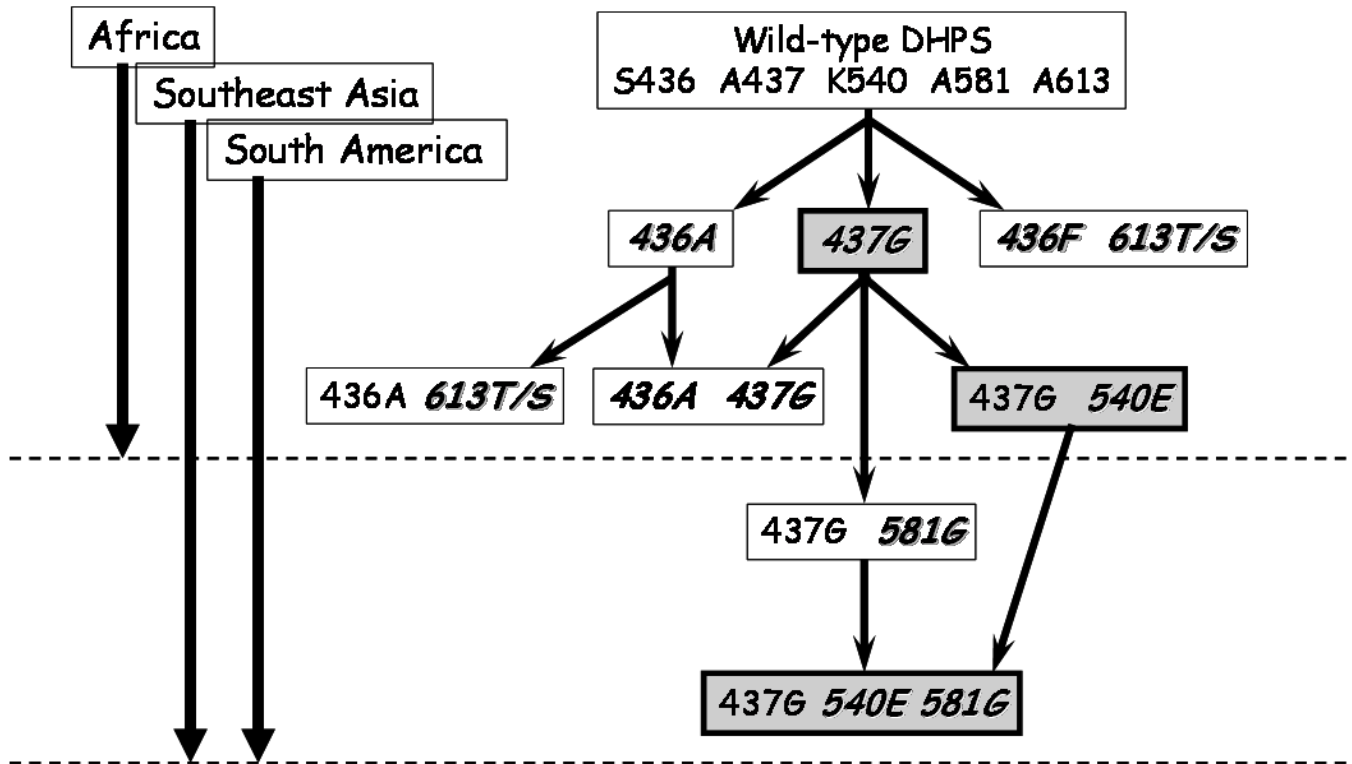 Africa
Southeast Asia
South America
Wild-type DHPS
S436 A437 K540 A581 A613
436A
437G
436F 613T/S
436A 613T/S
436A 437G
437G 540E
437G 581G
437G 540E 581G